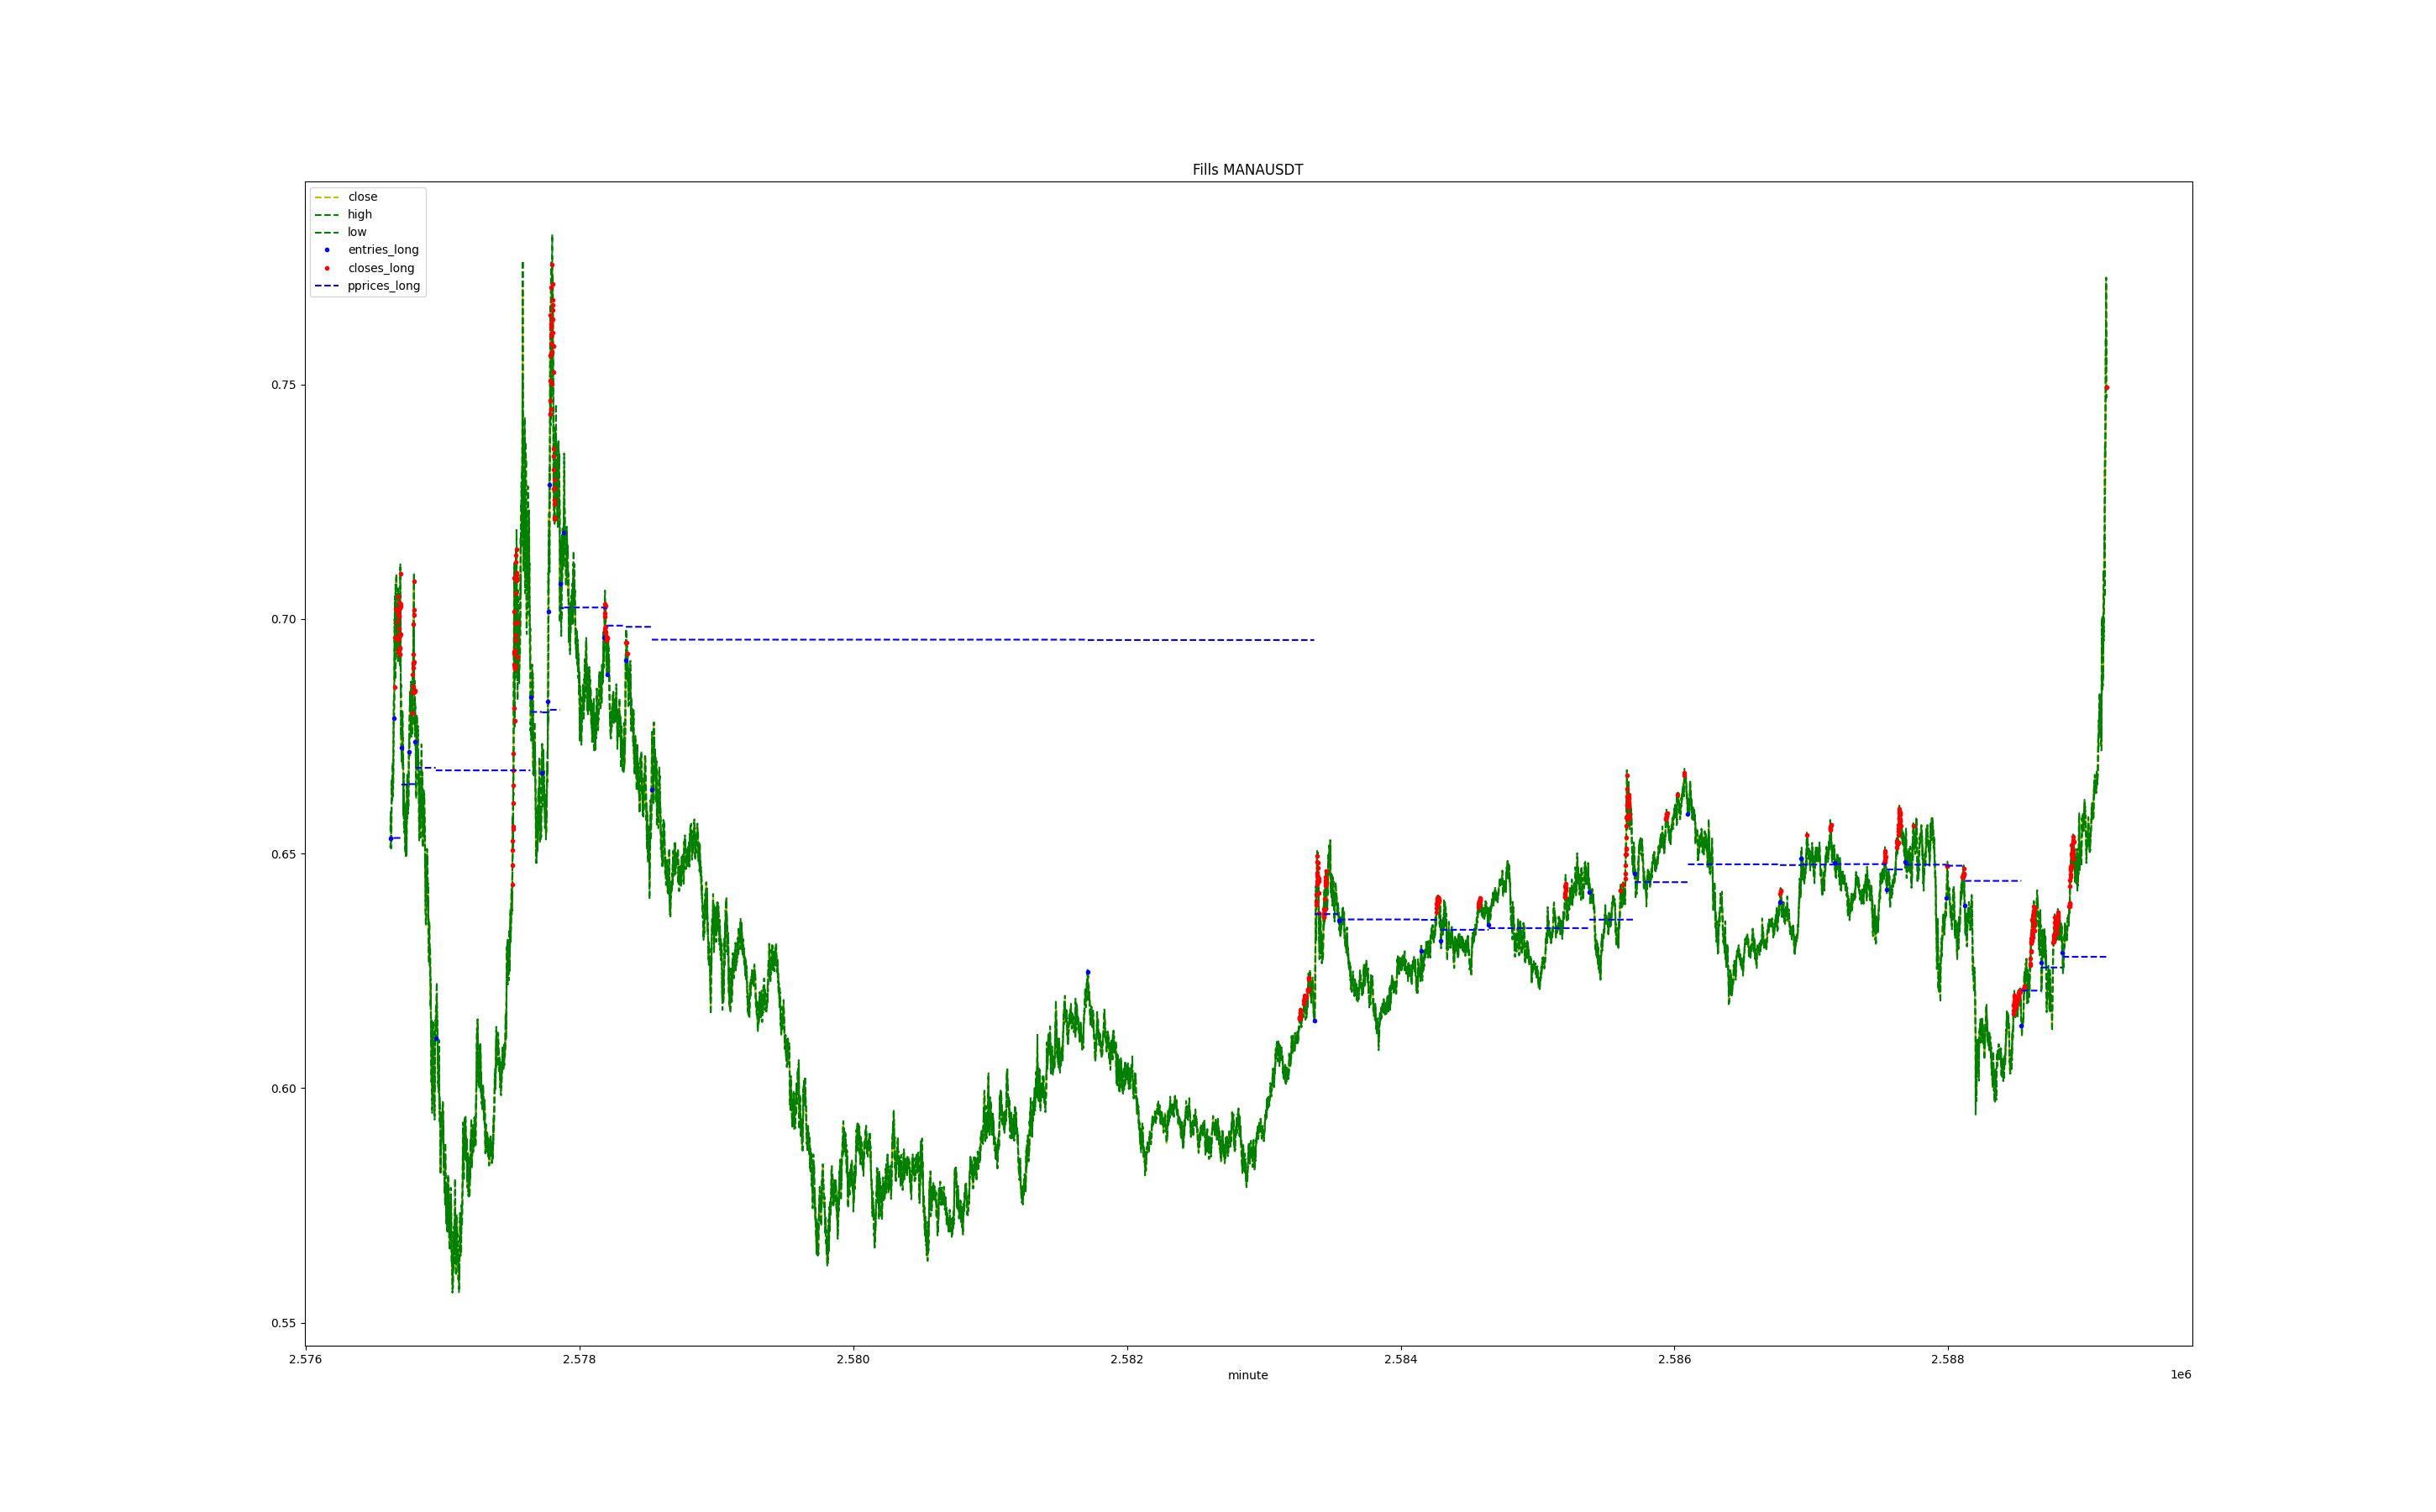 Fills MANAUSDT
close
high
low
entries_long
closes_long
pprices_long
0.75
0.70
0.65
0.60
0.55
2.576 2.578 2.580 2.582 2.584 2.586 2.588
minute 1e6